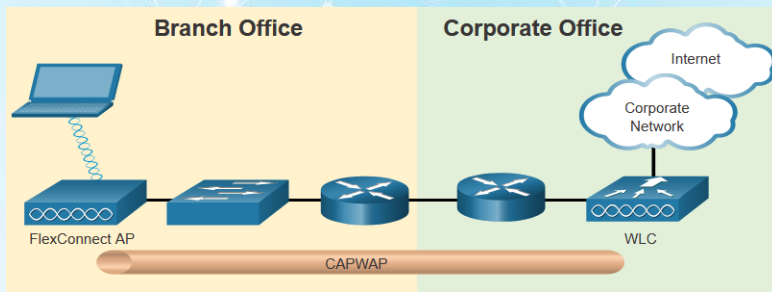 Branch Office
Corporate Office
Internet
Corporate
Network
FlexConnect AP
WLC
CAPWAP